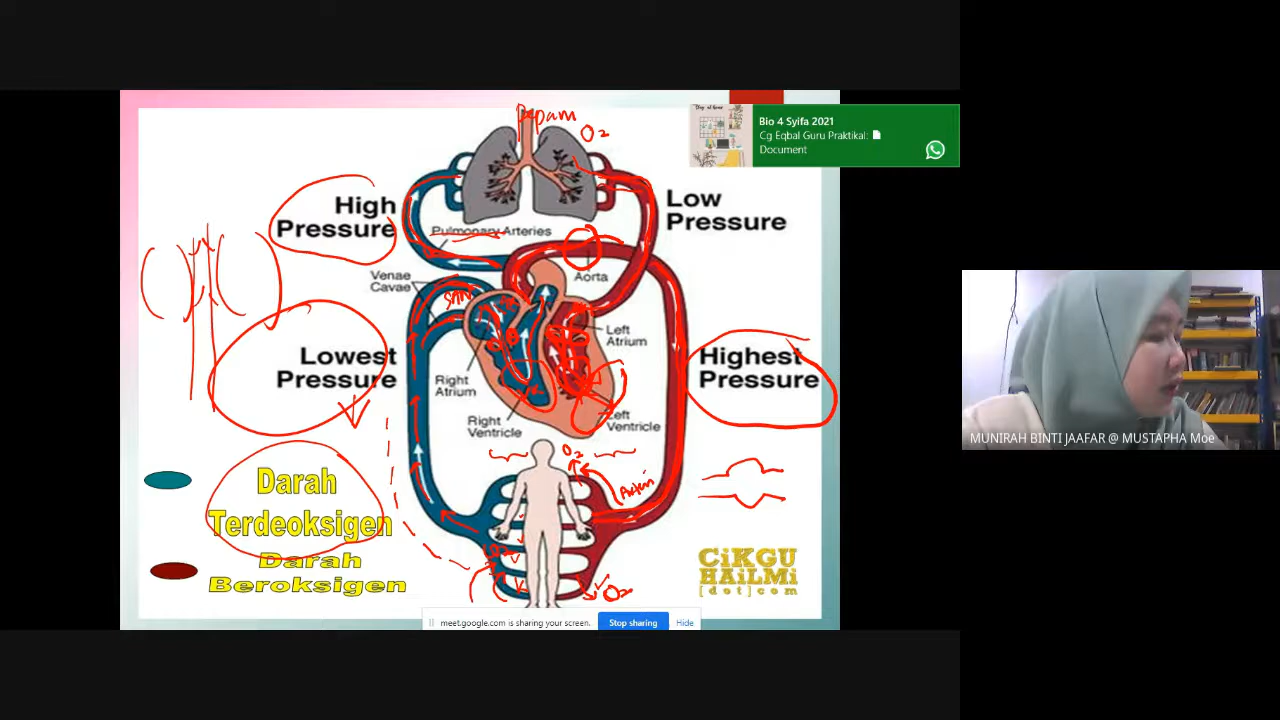 Pepam
O2
Bio 4 Syifa 2021
Cg Eqbal Guru Praktikal:
Document
High
Pressure
Low
Pressure
Pulmonary Arteries
Aorta
Venae
Cavae
Left
Atrium
Lowest
Pressure
Highest
Pressure
Right
Atrium
Right
Ventricle
Left
Ventricle
O2
Darah
Terdeoksigen
Darah
Beroksigen
O2
CiKGU
HAiLMi
[dot]com
meet.google.com is sharing your screen.
Stop sharing
Hide
MUNIRAH BINTI JAAFAR @ MUSTAPHA Moe